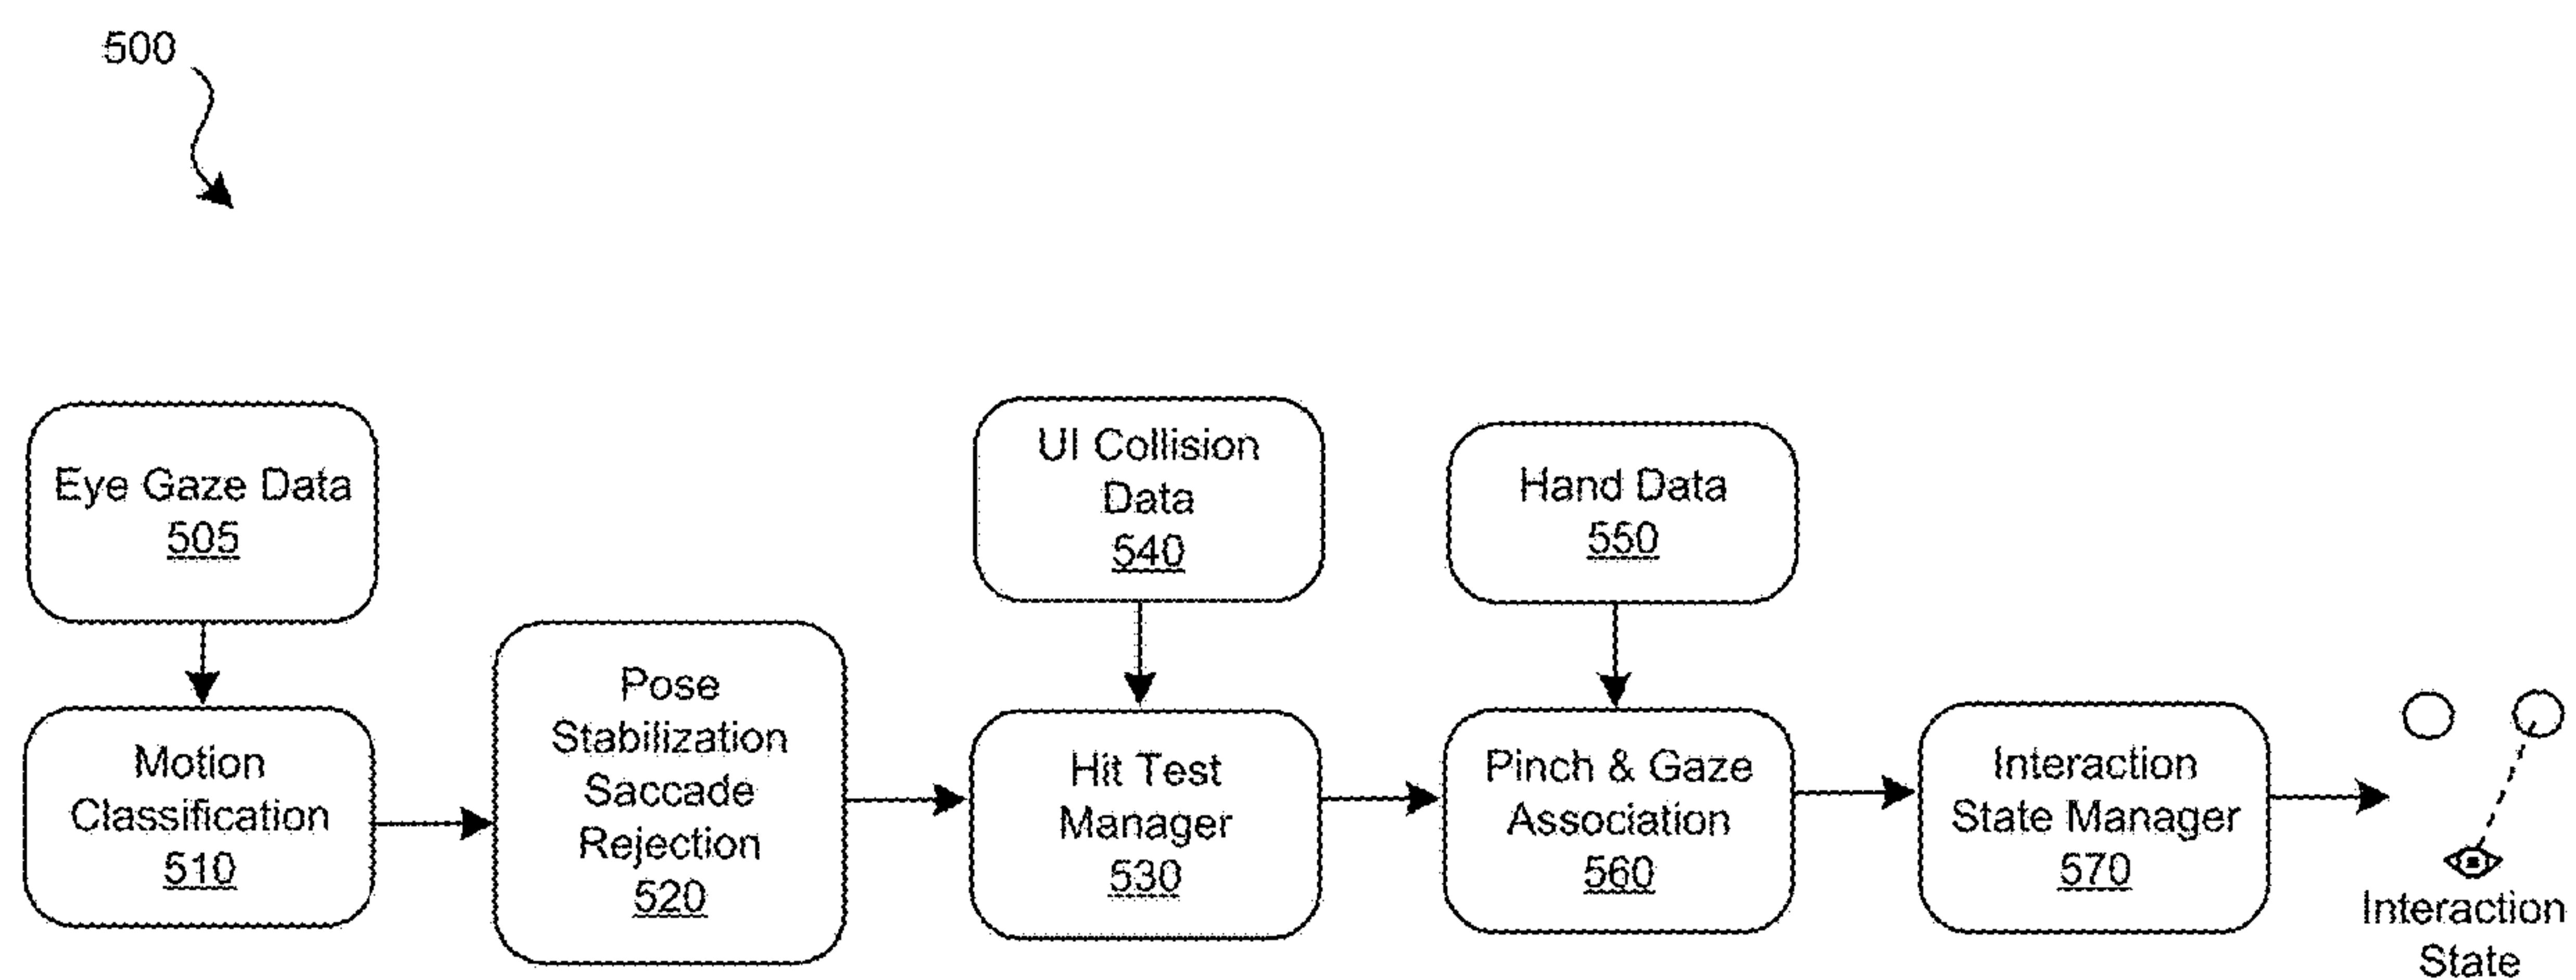 500
Eye Gaze Data
505
UI Collision
Data
540
Hand Data
550
Motion
Classification
510
Pose
Stabilization
Saccade
Rejection
520
Hit Test
Manager
530
Pinch & Gaze
Association
560
Interaction
State Manager
570
Interaction
State